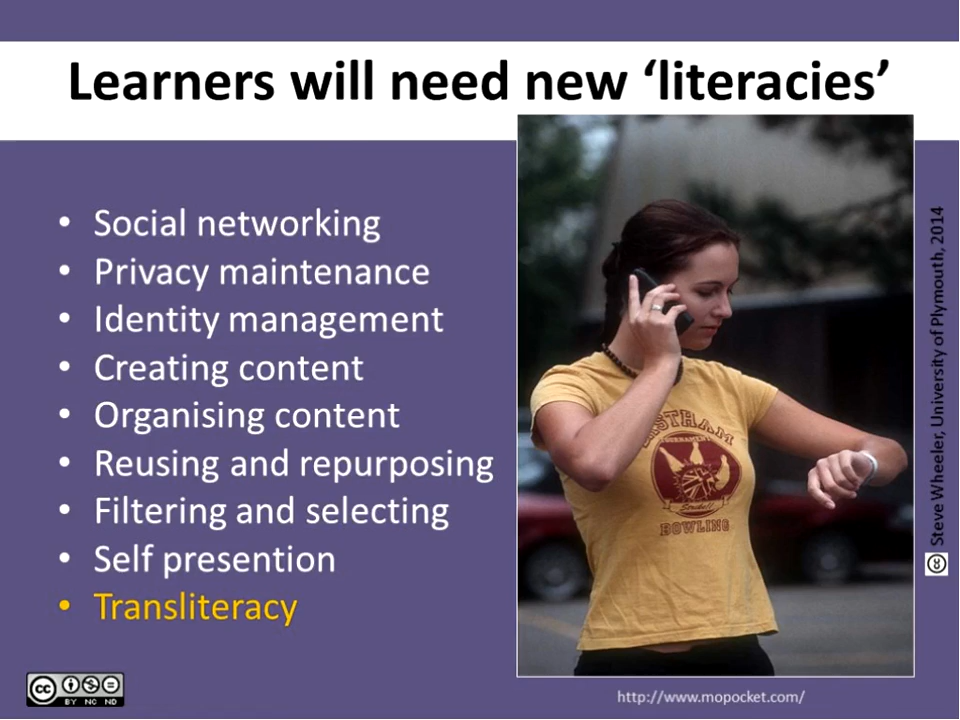 Learners will need new ‘literacies’
• Social networking
• Privacy maintenance
• Identity management
• Creating content
• Organising content
• Reusing and repurposing
• Filtering and selecting
• Self presention
• Transliteracy
BOWLING
Steve Wheeler, University of Plymouth, 2014
cc
cc
BY NC ND
http://www.mopocket.com/